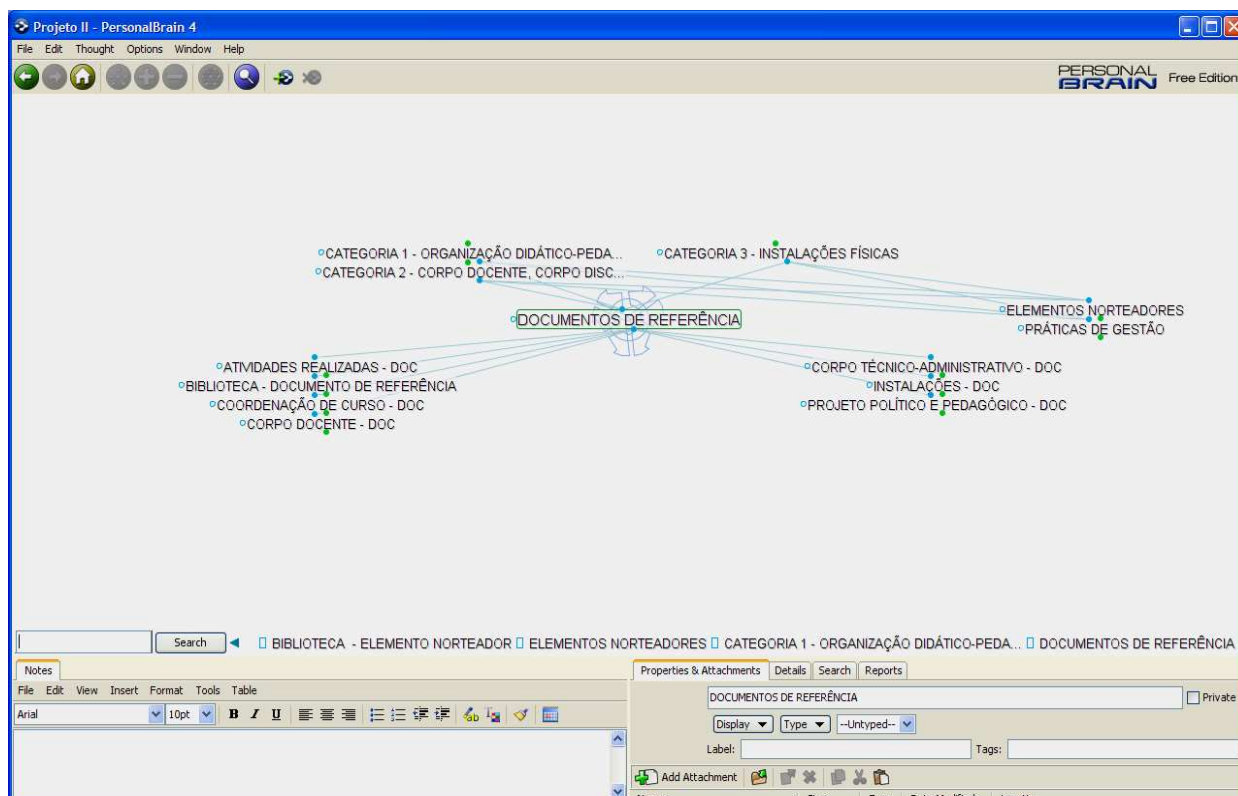 Projeto II - PersonalBrain 4
File Edit Thought Options Window Help
PERSONAL BRAIN Free Edition
CATEGORIA 1 - ORGANIZAÇÃO DIDÁTICO-PEDA... CATEGORIA 3 - INSTALAÇÕES FÍSICAS
CATEGORIA 2 - CORPO DOCENTE, CORPO DISC...
ELEMENTOS NORTEADORES
DOCUMENTOS DE REFERÊNCIA
PRÁTICAS DE GESTÃO
ATIVIDADES REALIZADAS - DOC CORPO TÉCNICO-ADMINISTRATIVO - DOC
BIBLIOTECA - DOCUMENTO DE REFERÊNCIA INSTALAÇÕES - DOC
COORDENAÇÃO DE CURSO - DOC PROJETO POLÍTICO E PEDAGÓGICO - DOC
CORPO DOCENTE - DOC
Search BIBLIOTECA - ELEMENTO NORTEADOR ELEMENTOS NORTEADORES CATEGORIA 1 - ORGANIZAÇÃO DIDÁTICO-PEDA... DOCUMENTOS DE REFERÊNCIA
Notes Properties & Attachments Details Search Reports
File Edit View Insert Format Tools Table
DOCUMENTOS DE REFERÊNCIA Private
Arial 10pt B I U
Display Type --Untyped--
Label: Tags:
Add Attachment